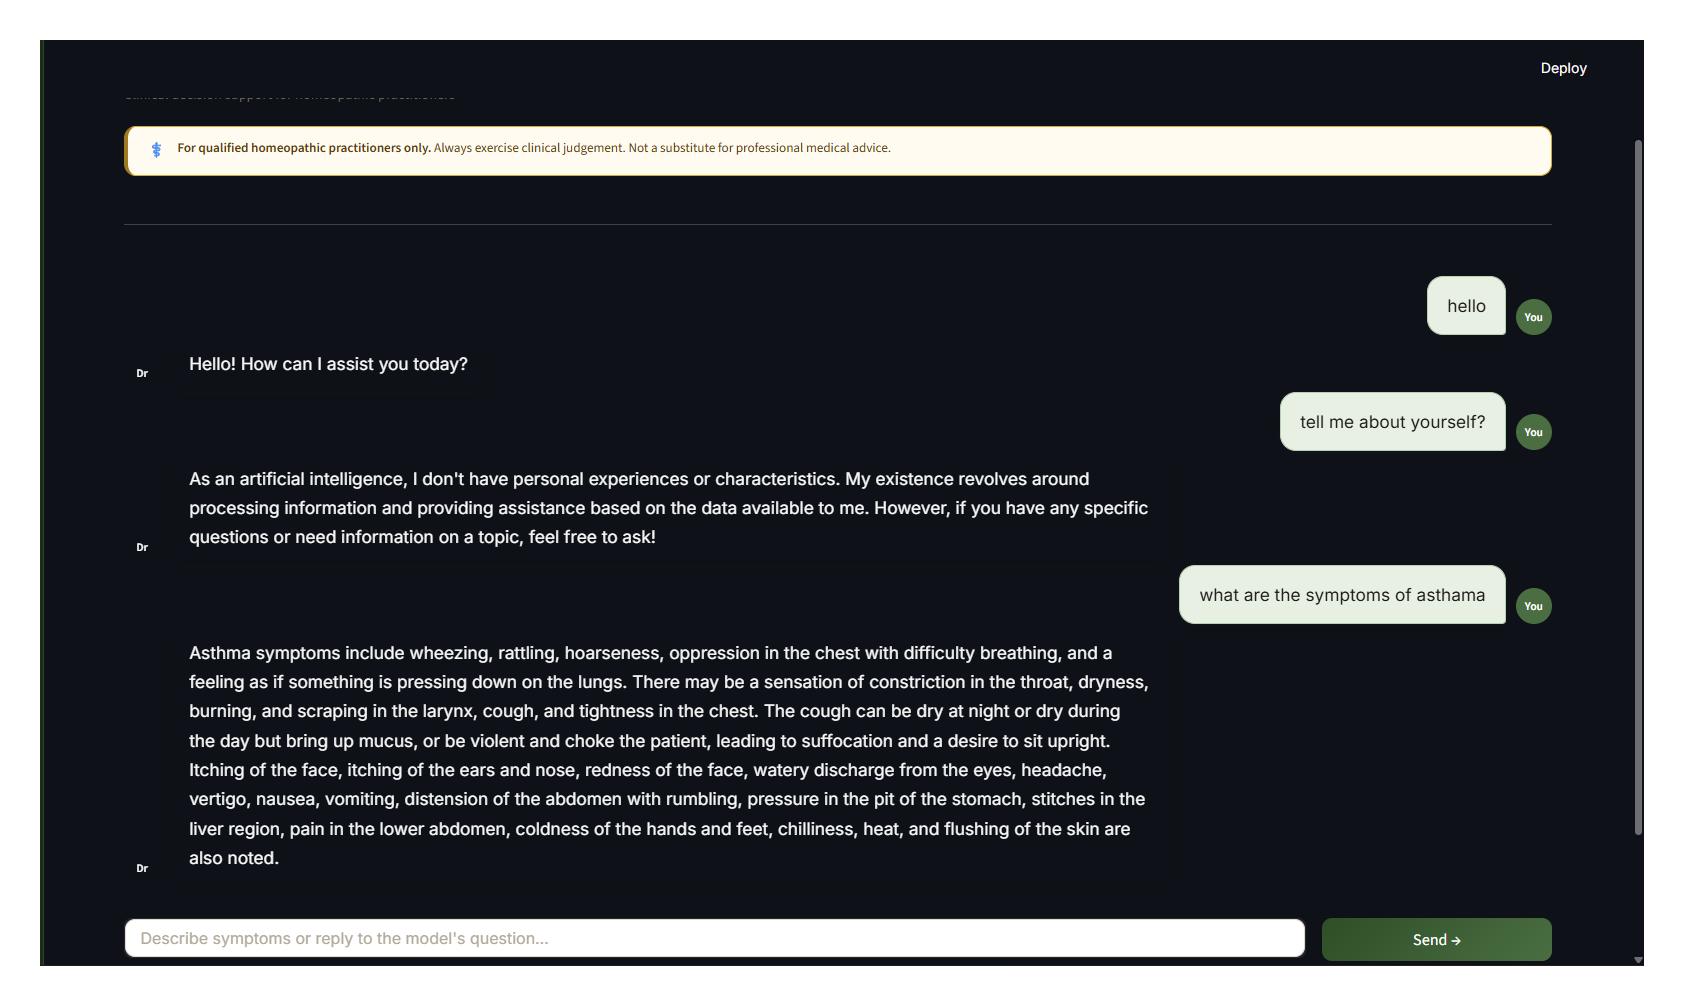 Deploy
For qualified homeopathic practitioners only. Always exercise clinical judgement. Not a substitute for professional medical advice.
hello
You
Hello! How can I assist you today?
Dr
tell me about yourself?
You
As an artificial intelligence, I don't have personal experiences or characteristics. My existence revolves around
processing information and providing assistance based on the data available to me. However, if you have any specific
questions or need information on a topic, feel free to ask!
Dr
what are the symptoms of asthama
You
Asthma symptoms include wheezing, rattling, hoarseness, oppression in the chest with difficulty breathing, and a
feeling as if something is pressing down on the lungs. There may be a sensation of constriction in the throat, dryness,
burning, and scraping in the larynx, cough, and tightness in the chest. The cough can be dry at night or dry during
the day but bring up mucus, or be violent and choke the patient, leading to suffocation and a desire to sit upright.
Itching of the face, itching of the ears and nose, redness of the face, watery discharge from the eyes, headache,
vertigo, nausea, vomiting, distension of the abdomen with rumbling, pressure in the pit of the stomach, stitches in the
liver region, pain in the lower abdomen, coldness of the hands and feet, chilliness, heat, and flushing of the skin are
also noted.
Dr
Describe symptoms or reply to the model's question...
Send →